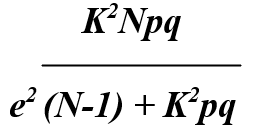 K²Npq
e² (N-1) + K²pq